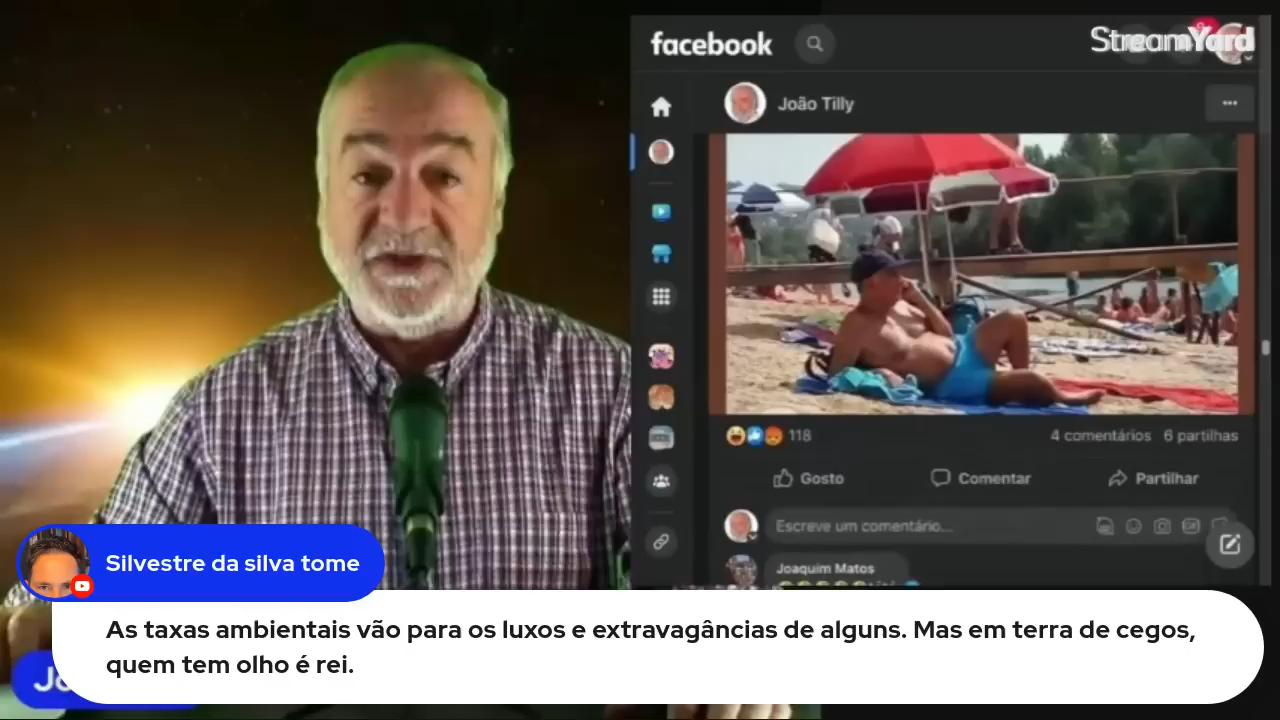 facebook
StreamYard
João Tilly
118
4 comentários 6 partilhas
Gosto
Comentar
Partilhar
Escreve um comentário...
GIF
Joaquim Matos
Silvestre da silva tome
As taxas ambientais vão para os luxos e extravagâncias de alguns. Mas em terra de cegos,
quem tem olho é rei.